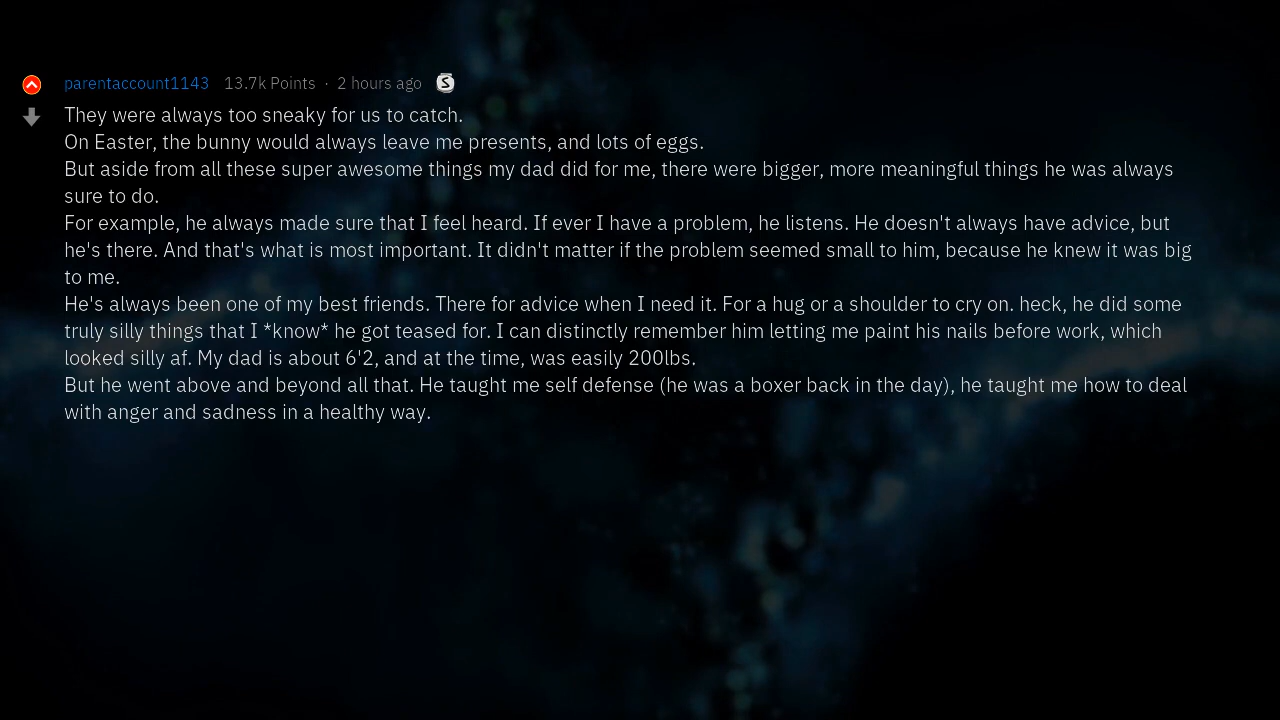 parentaccount1143 13.7k Points · 2 hours ago S
They were always too sneaky for us to catch.
On Easter, the bunny would always leave me presents, and lots of eggs.
But aside from all these super awesome things my dad did for me, there were bigger, more meaningful things he was always
sure to do.
For example, he always made sure that I feel heard. If ever I have a problem, he listens. He doesn't always have advice, but
he's there. And that's what is most important. It didn't matter if the problem seemed small to him, because he knew it was big
to me.
He's always been one of my best friends. There for advice when I need it. For a hug or a shoulder to cry on. heck, he did some
truly silly things that I *know* he got teased for. I can distinctly remember him letting me paint his nails before work, which
looked silly af. My dad is about 6'2, and at the time, was easily 200lbs.
But he went above and beyond all that. He taught me self defense (he was a boxer back in the day), he taught me how to deal
with anger and sadness in a healthy way.